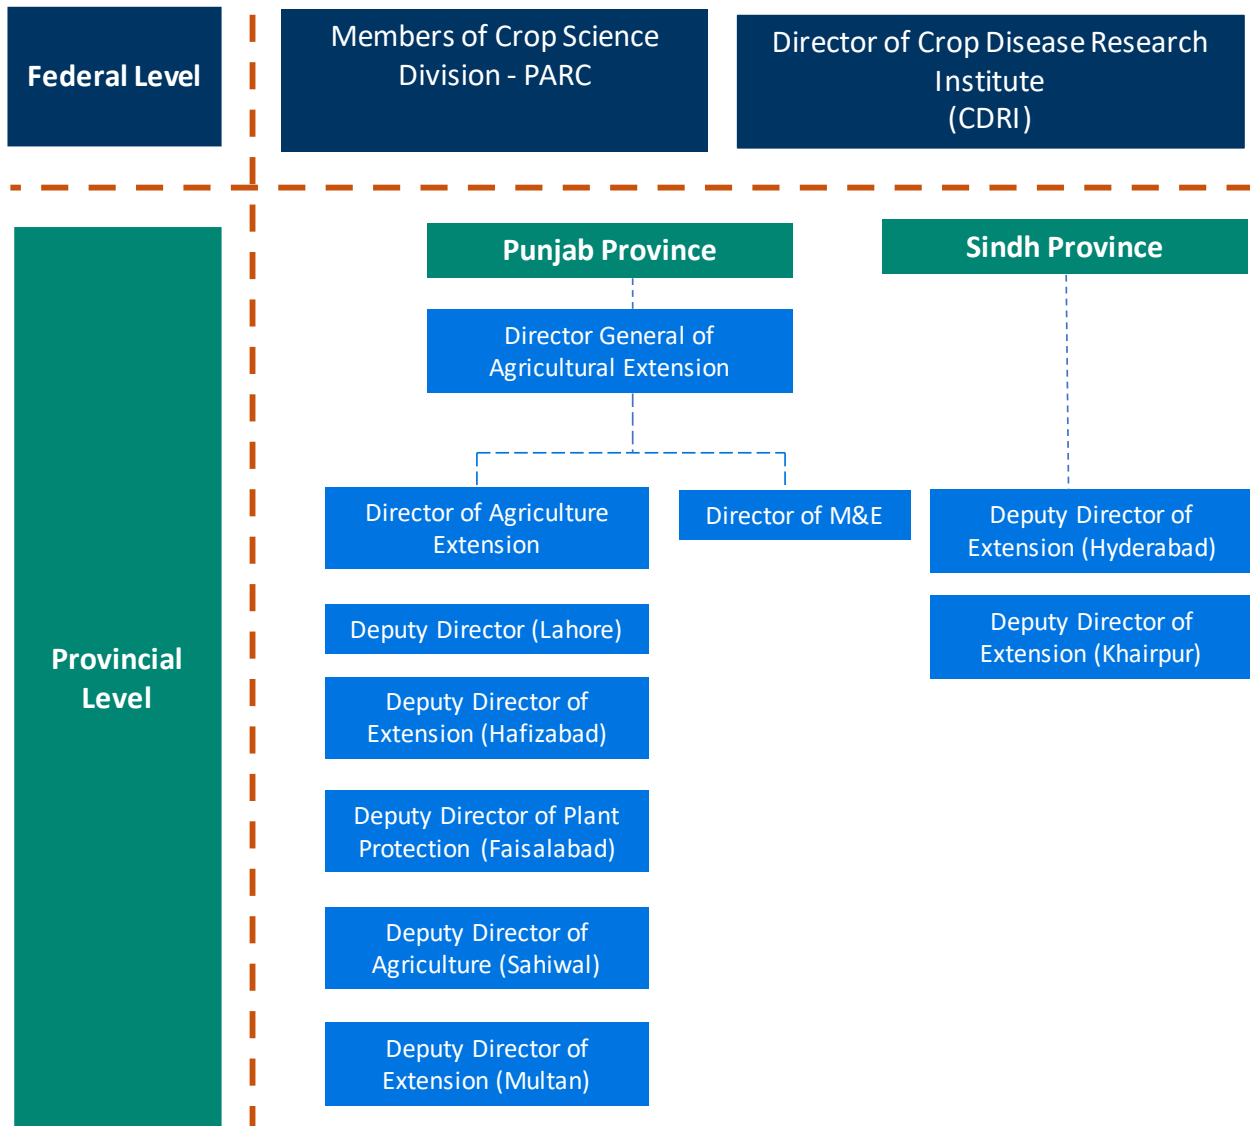 Federal Level
Members of Crop Science
Division - PARC
Director of Crop Disease Research
Institute
(CDRI)
Provincial
Level
Punjab Province
Director General of
Agricultural Extension
Director of Agriculture
Extension
Director of M&E
Deputy Director (Lahore)
Deputy Director of
Extension (Hafizabad)
Deputy Director of Plant
Protection (Faisalabad)
Deputy Director of
Agriculture (Sahiwal)
Deputy Director of
Extension (Multan)
Sindh Province
Deputy Director of
Extension (Hyderabad)
Deputy Director of
Extension (Khairpur)